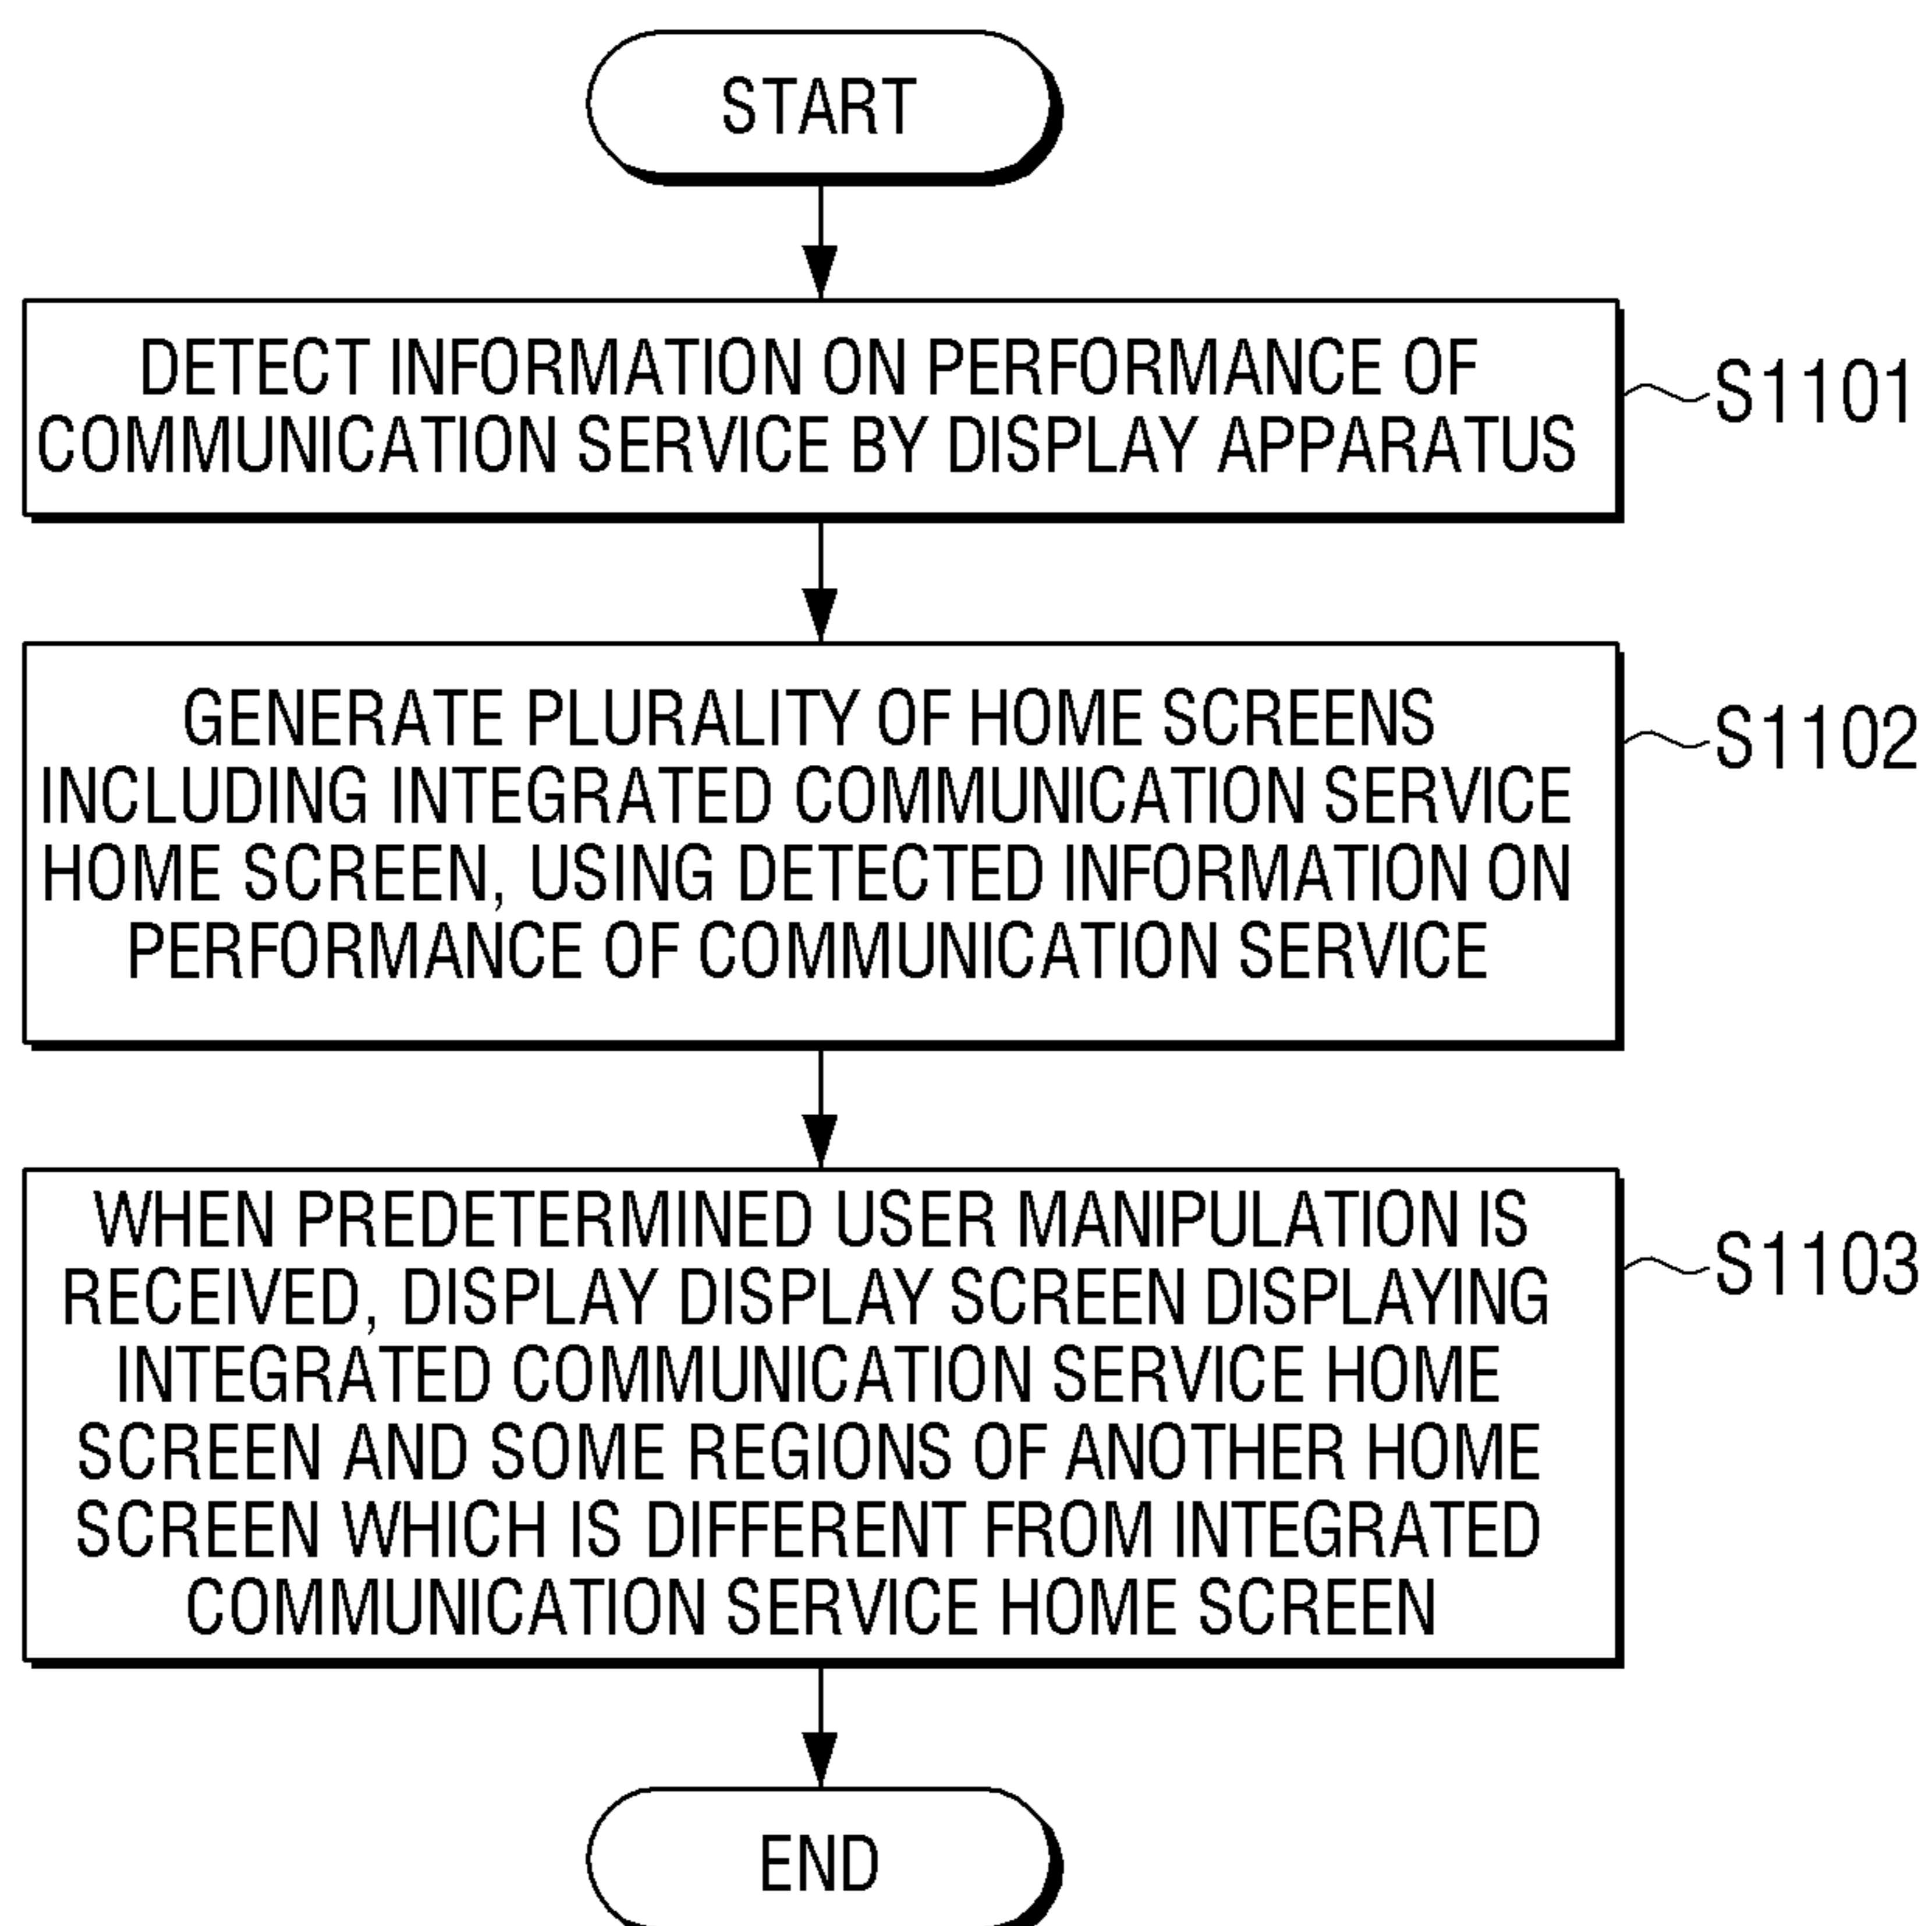 START
DETECT INFORMATION ON PERFORMANCE OF
COMMUNICATION SERVICE BY DISPLAY APPARATUS
S1101
GENERATE PLURALITY OF HOME SCREENS
INCLUDING INTEGRATED COMMUNICATION SERVICE
HOME SCREEN, USING DETECTED INFORMATION ON
PERFORMANCE OF COMMUNICATION SERVICE
S1102
WHEN PREDETERMINED USER MANIPULATION IS
RECEIVED, DISPLAY DISPLAY SCREEN DISPLAYING
INTEGRATED COMMUNICATION SERVICE HOME
SCREEN AND SOME REGIONS OF ANOTHER HOME
SCREEN WHICH IS DIFFERENT FROM INTEGRATED
COMMUNICATION SERVICE HOME SCREEN
S1103
END